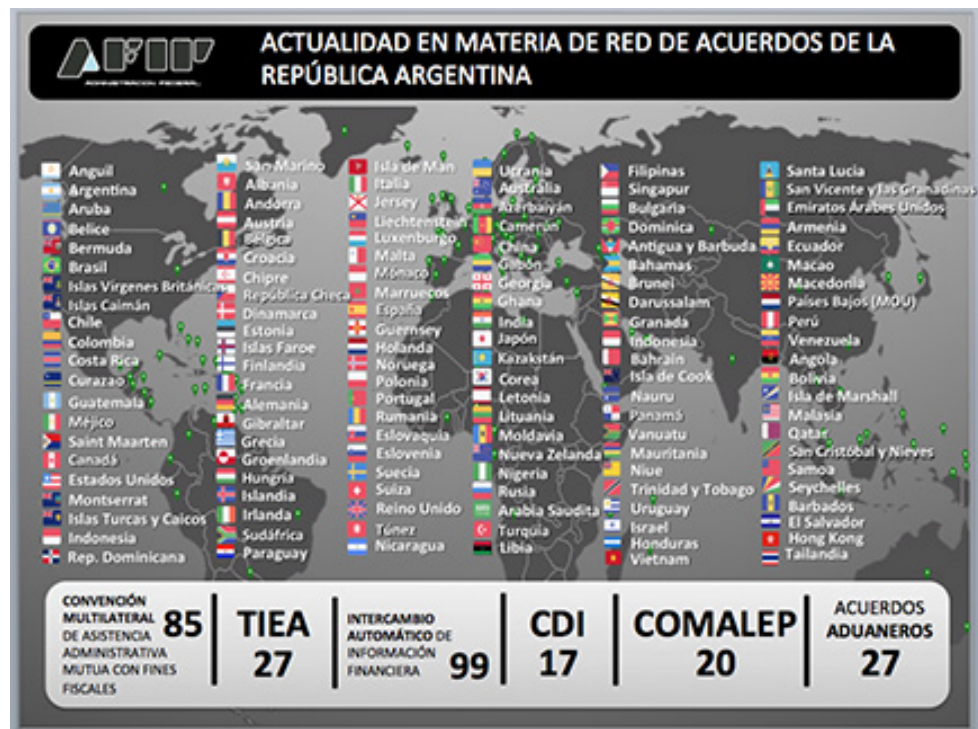 AFIP
ADMINISTRACION FEDERAL
ACTUALIDAD EN MATERIA DE RED DE ACUERDOS DE LA
REPÚBLICA ARGENTINA
Anguil
Argentina
Aruba
Belice
Bermuda
Brasil
Islas Virgenes Británicas
Islas Caimán
Chile
Colombia
Costa Rica
Curazao
Guatemala
Méjico
Saint Maarten
Canadá
Estados Unidos
Montserrat
Islas Turcas y Caicos
Indonesia
Rep. Dominicana
San Marino
Albania
Andorra
Austria
Bélgica
Croacia
Chipre
República Checa
Dinamarca
Estonia
Islas Faroe
Finlandia
Francia
Alemania
Gibraltar
Grecia
Groenlandia
Hungria
Islandia
Irlanda
Sudáfrica
Paraguay
Isla de Man
Italia
Jersey
Liechtenstein
Luxemburgo
Malta
Mónaco
Marruecos
España
Guernsey
Holanda
Noruega
Polonia
Portugal
Rumania
Eslovaquia
Eslovenia
Suecia
Suiza
Reino Unido
Túnez
Nicaragua
Ucrania
Australia
Azerbaiyán
Camerún
China
Gabón
Georgia
Ghana
India
Japón
Kazakstán
Corea
Letonia
Lituania
Moldavia
Nueva Zelanda
Nigeria
Rusia
Arabia Saudita
Turquia
Libia
Filipinas
Singapur
Bulgaria
Dominica
Antigua y Barbuda
Bahamas
Brunei
Darussalam
Granada
Indonesia
Bahrain
Isla de Cook
Nauru
Panamá
Vanuatu
Mauritania
Niue
Trinidad y Tobago
Uruguay
Israel
Honduras
Vietnam
Santa Lucia
San Vicente y las Granadinas
Emiratos Árabes Unidos
Armenia
Ecuador
Macao
Macedonia
Países Bajos (MOU)
Perú
Venezuela
Angola
Bolivia
Isla de Marshall
Malasia
Qatar
San Cristóbal y Nieves
Samoa
Seychelles
Barbados
El Salvador
Hong Kong
Tailandia
CONVENCIÓN
MULTILATERAL 85
DE ASISTENCIA
ADMINISTRATIVA
MUTUA CON FINES
FISCALES
TIEA
27
INTERCAMBIO
AUTOMÁTICO DE
INFORMACIÓN
FINANCIERA 99
CDI
17
COMALEP
20
ACUERDOS
ADUANEROS
27